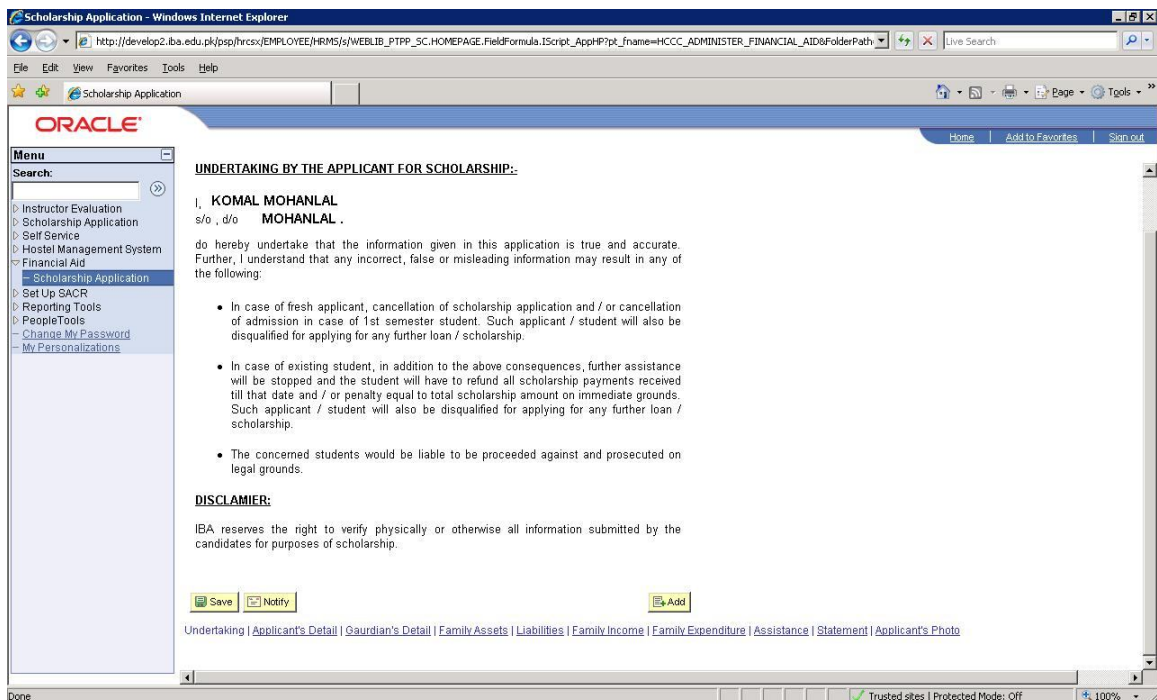 Scholarship Application - Windows Internet Explorer
http://develop2.iba.edu.pk/psp/hrcsx/EMPLOYEE/HRMS/s/WEBLIB_PTPP_SC.HOMEPAGE.FieldFormula.IScript_AppHP?pt_fname=HCCC_ADMINISTER_FINANCIAL_AID&FolderPath
Live Search
File Edit View Favorites Tools Help
Scholarship Application
Page Tools
ORACLE
Home | Add to Favorites | Sign out
Menu
Search:
Instructor Evaluation
Scholarship Application
Self Service
Hostel Management System
Financial Aid
– Scholarship Application
Set Up SACR
Reporting Tools
PeopleTools
– Change My Password
– My Personalizations
UNDERTAKING BY THE APPLICANT FOR SCHOLARSHIP:-
I, KOMAL MOHANLAL
s/o , d/o MOHANLAL .
do hereby undertake that the information given in this application is true and accurate.
Further, I understand that any incorrect, false or misleading information may result in any of
the following:
• In case of fresh applicant, cancellation of scholarship application and / or cancellation
of admission in case of 1st semester student. Such applicant / student will also be
disqualified for applying for any further loan / scholarship.
• In case of existing student, in addition to the above consequences, further assistance
will be stopped and the student will have to refund all scholarship payments received
till that date and / or penalty equal to total scholarship amount on immediate grounds.
Such applicant / student will also be disqualified for applying for any further loan /
scholarship.
• The concerned students would be liable to be proceeded against and prosecuted on
legal grounds.
DISCLAMIER:
IBA reserves the right to verify physically or otherwise all information submitted by the
candidates for purposes of scholarship.
Save Notify Add
Undertaking | Applicant's Detail | Gaurdian's Detail | Family Assets | Liabilities | Family Income | Family Expenditure | Assistance | Statement | Applicant's Photo
Done
Trusted sites | Protected Mode: Off
100%